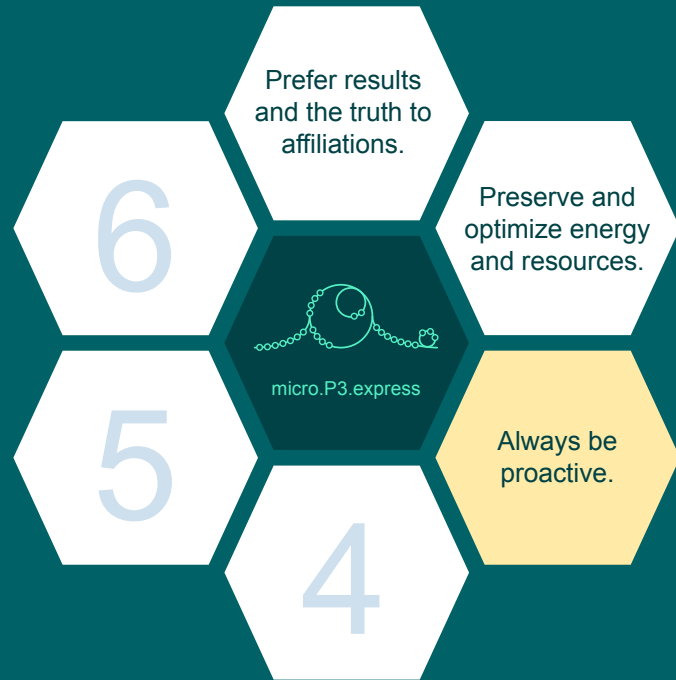 Prefer results
and the truth to
affiliations.
Preserve and
optimize energy
and resources.
Always be
proactive.
4
5
6
micro.P3.express